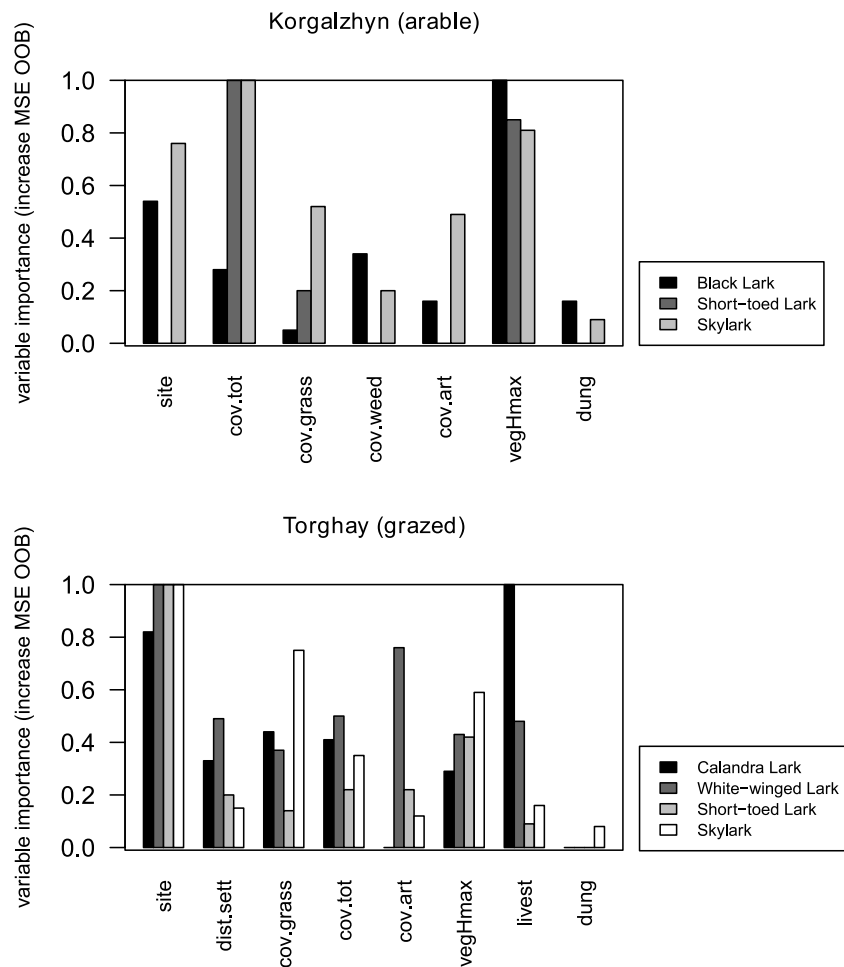 Korgalzhyn (arable)
variable importance (increase MSE OOB)
1.0
0.8
0.6
0.4
0.2
0.0
site
cov.tot
cov.grass
cov.weed
cov.art
vegHmax
dung
Black Lark
Short−toed Lark
Skylark
Torghay (grazed)
variable importance (increase MSE OOB)
1.0
0.8
0.6
0.4
0.2
0.0
site
dist.sett
cov.grass
cov.tot
cov.art
vegHmax
livest
dung
Calandra Lark
White−winged Lark
Short−toed Lark
Skylark